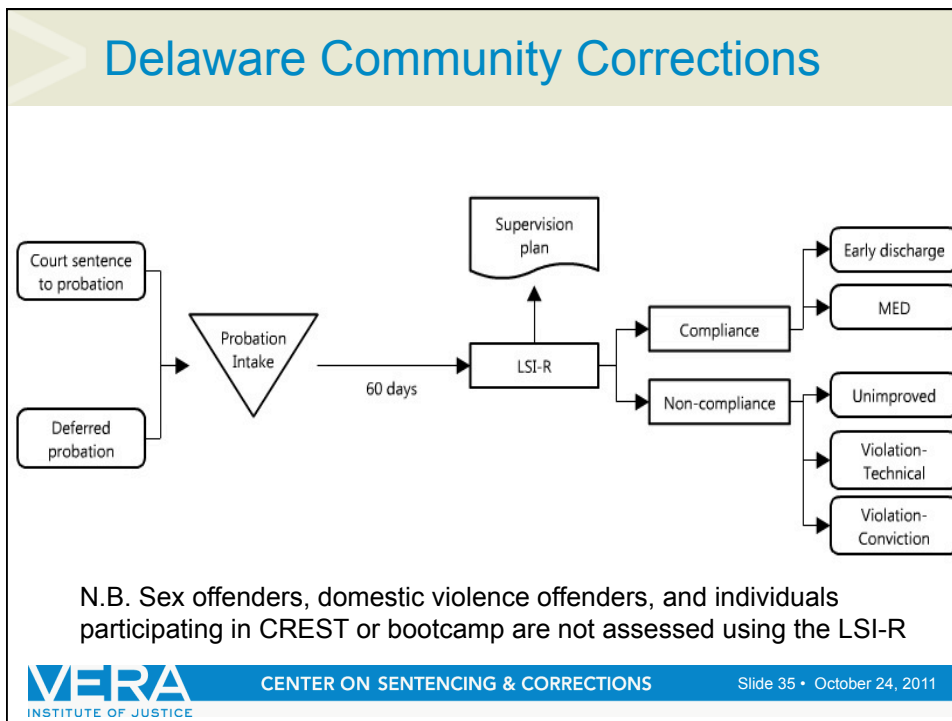 Delaware Community Corrections
Court sentence
to probation
Deferred
probation
Probation
Intake
60 days
Supervision
plan
LSI-R
Compliance
Non-compliance
Early discharge
MED
Unimproved
Violation-
Technical
Violation-
Conviction
N.B. Sex offenders, domestic violence offenders, and individuals
participating in CREST or bootcamp are not assessed using the LSI-R
VERA
INSTITUTE OF JUSTICE
CENTER ON SENTENCING & CORRECTIONS
Slide 35 • October 24, 2011